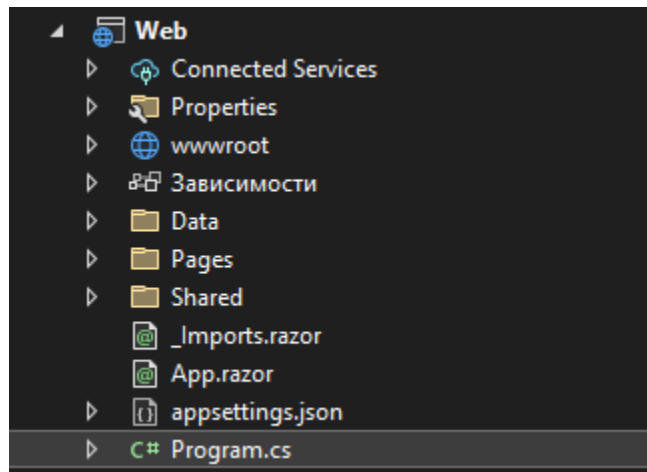 Web
Connected Services
Properties
wwwroot
Зависимости
Data
Pages
Shared
_Imports.razor
App.razor
appsettings.json
C# Program.cs